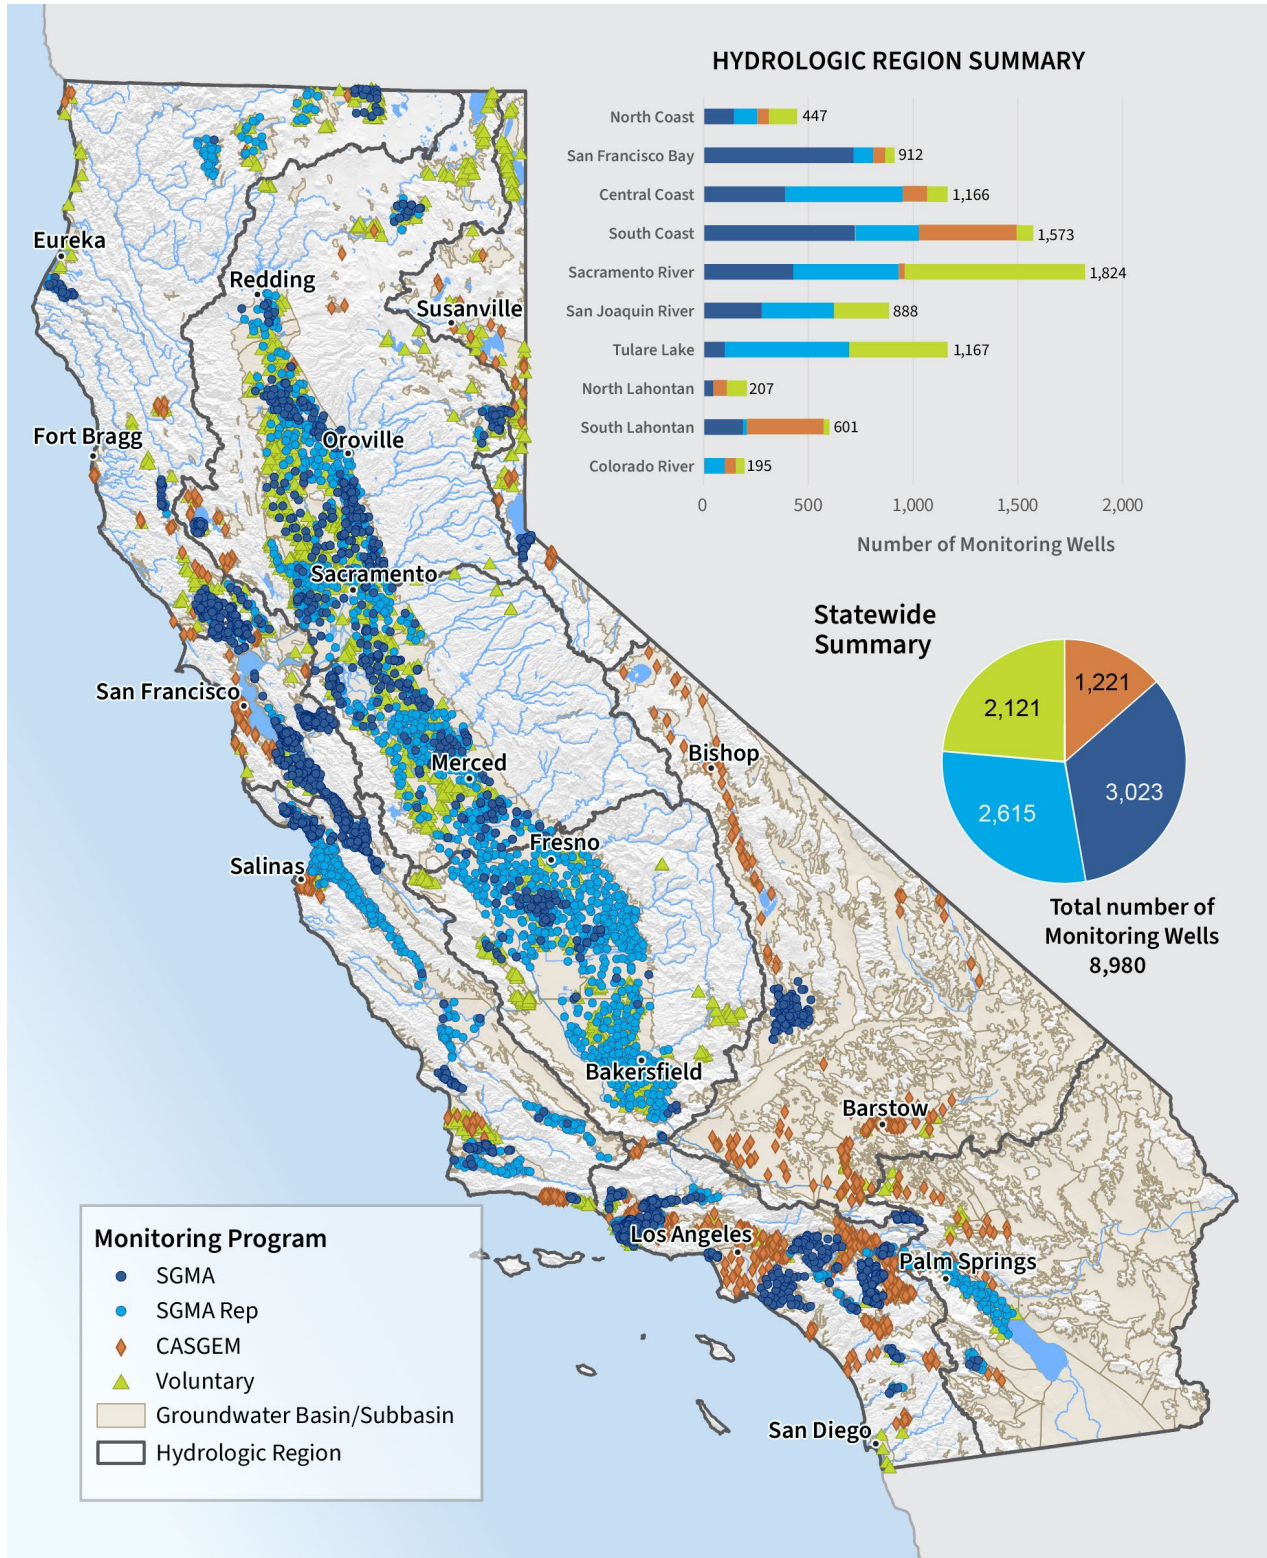 HYDROLOGIC REGION SUMMARY
North Coast 447
San Francisco Bay 912
Central Coast 1,166
South Coast 1,573
Sacramento River 1,824
San Joaquin River 888
Tulare Lake 1,167
North Lahontan 207
South Lahontan 601
Colorado River 195
0 500 1,000 1,500 2,000
Number of Monitoring Wells
Statewide
Summary
1,221
2,121
3,023
2,615
Total number of
Monitoring Wells
8,980
Eureka
Redding
Susanville
Fort Bragg
Oroville
Sacramento
San Francisco
Merced
Bishop
Fresno
Salinas
Bakersfield
Barstow
Los Angeles
Palm Springs
San Diego
Monitoring Program
SGMA
SGMA Rep
CASGEM
Voluntary
Groundwater Basin/Subbasin
Hydrologic Region